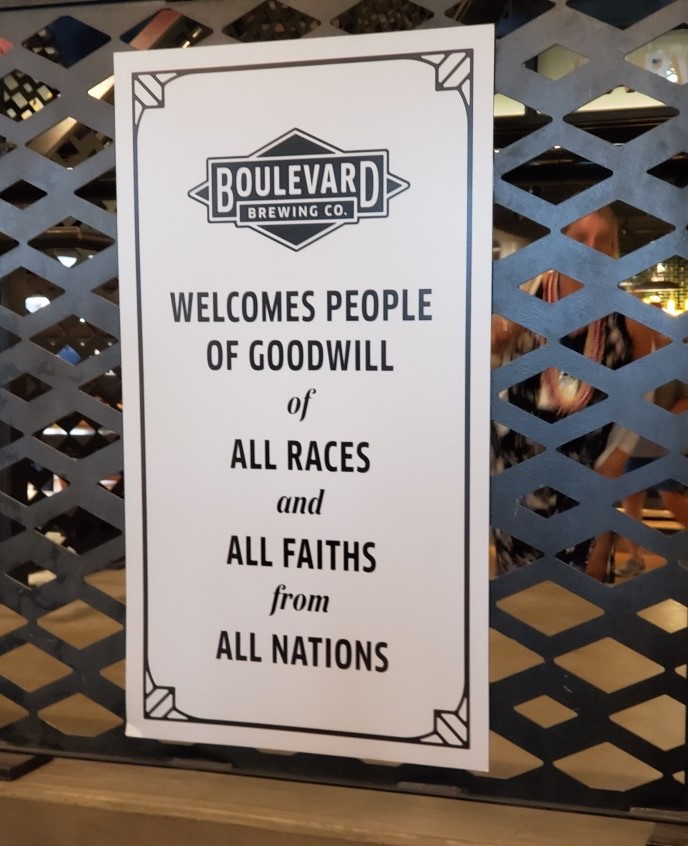 BOULEVARD
BREWING CO.
WELCOMES PEOPLE
OF GOODWILL
of
ALL RACES
and
ALL FAITHS
from
ALL NATIONS